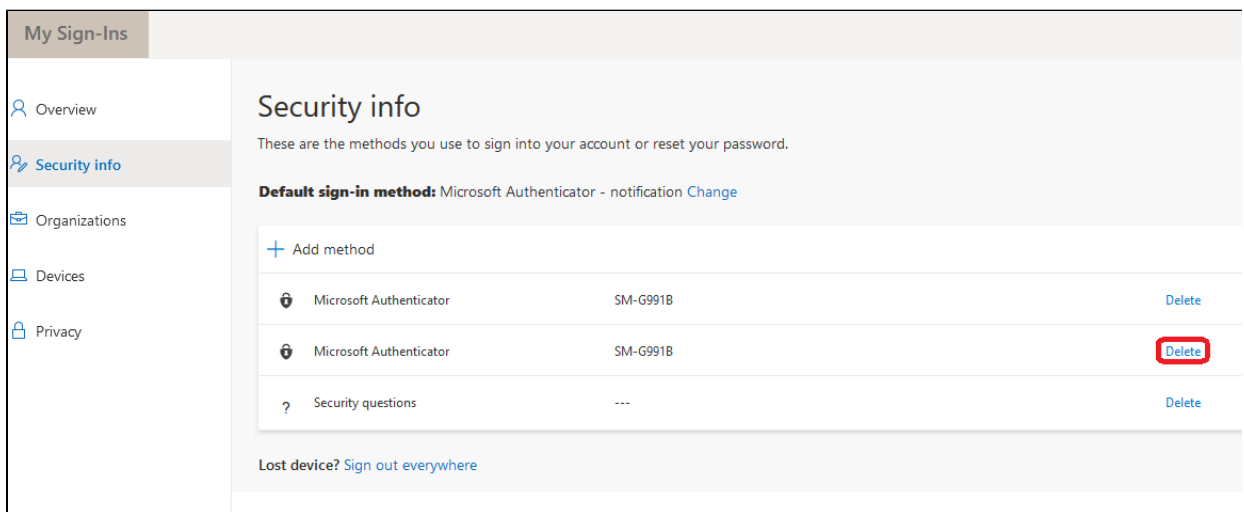 My Sign-Ins
Overview
Security info
Organizations
Devices
Privacy
Security info
These are the methods you use to sign into your account or reset your password.
Default sign-in method: Microsoft Authenticator - notification Change
+ Add method
Microsoft Authenticator SM-G991B Delete
Microsoft Authenticator SM-G991B Delete
? Security questions --- Delete
Lost device? Sign out everywhere